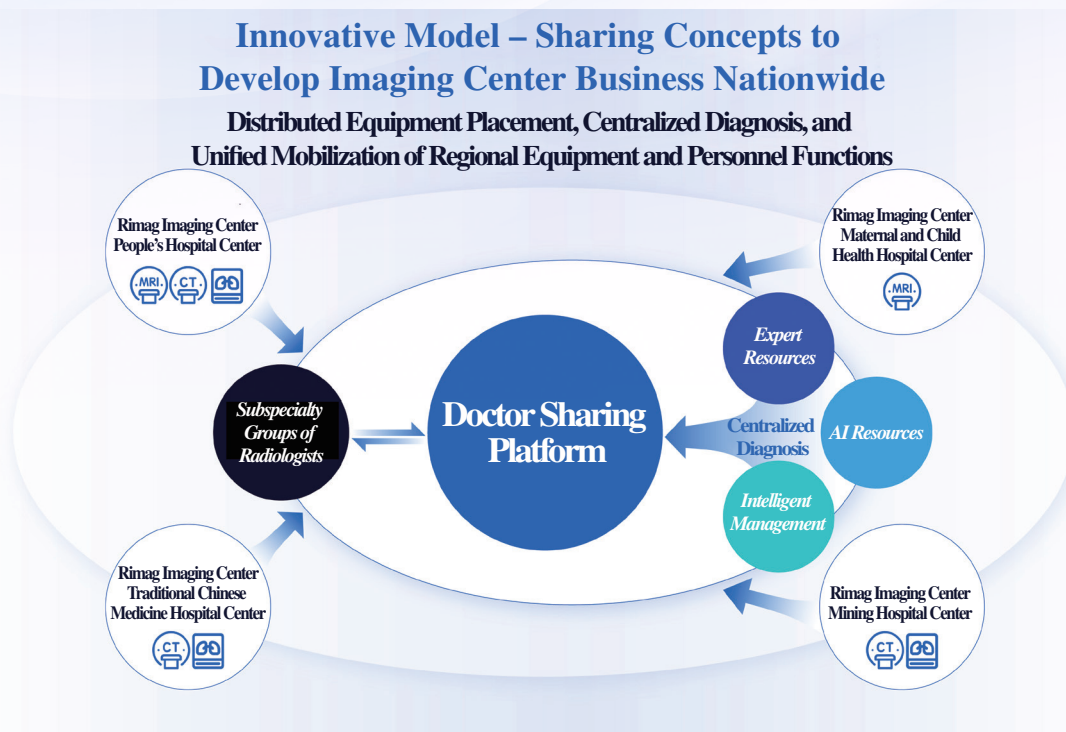 Innovative Model – Sharing Concepts to
Develop Imaging Center Business Nationwide
Distributed Equipment Placement, Centralized Diagnosis, and
Unified Mobilization of Regional Equipment and Personnel Functions
Rimag Imaging Center
People's Hospital Center
MRI
CT
Rimag Imaging Center
Maternal and Child
Health Hospital Center
MRI
Subspecialty
Groups of
Radiologists
Doctor Sharing
Platform
Expert
Resources
Centralized
Diagnosis
AI Resources
Intelligent
Management
Rimag Imaging Center
Traditional Chinese
Medicine Hospital Center
CT
Rimag Imaging Center
Mining Hospital Center
CT